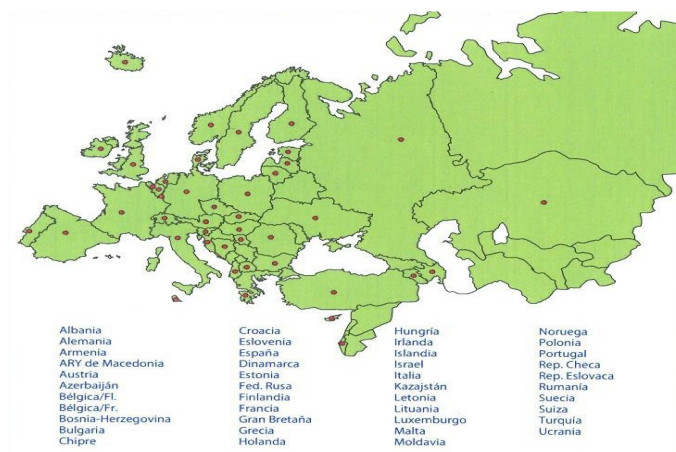 Albania
Alemania
Armenia
ARY de Macedonia
Austria
Azerbaiján
Bélgica/Fl.
Bélgica/Fr.
Bosnia-Herzegovina
Bulgaria
Chipre
Croacia
Eslovenia
España
Dinamarca
Estonia
Fed. Rusa
Finlandia
Francia
Gran Bretaña
Grecia
Holanda
Hungría
Irlanda
Islandia
Israel
Italia
Kazajstán
Letonia
Lituania
Luxemburgo
Malta
Moldavia
Noruega
Polonia
Portugal
Rep. Checa
Rep. Eslovaca
Rumanía
Suecia
Suiza
Turquía
Ucrania